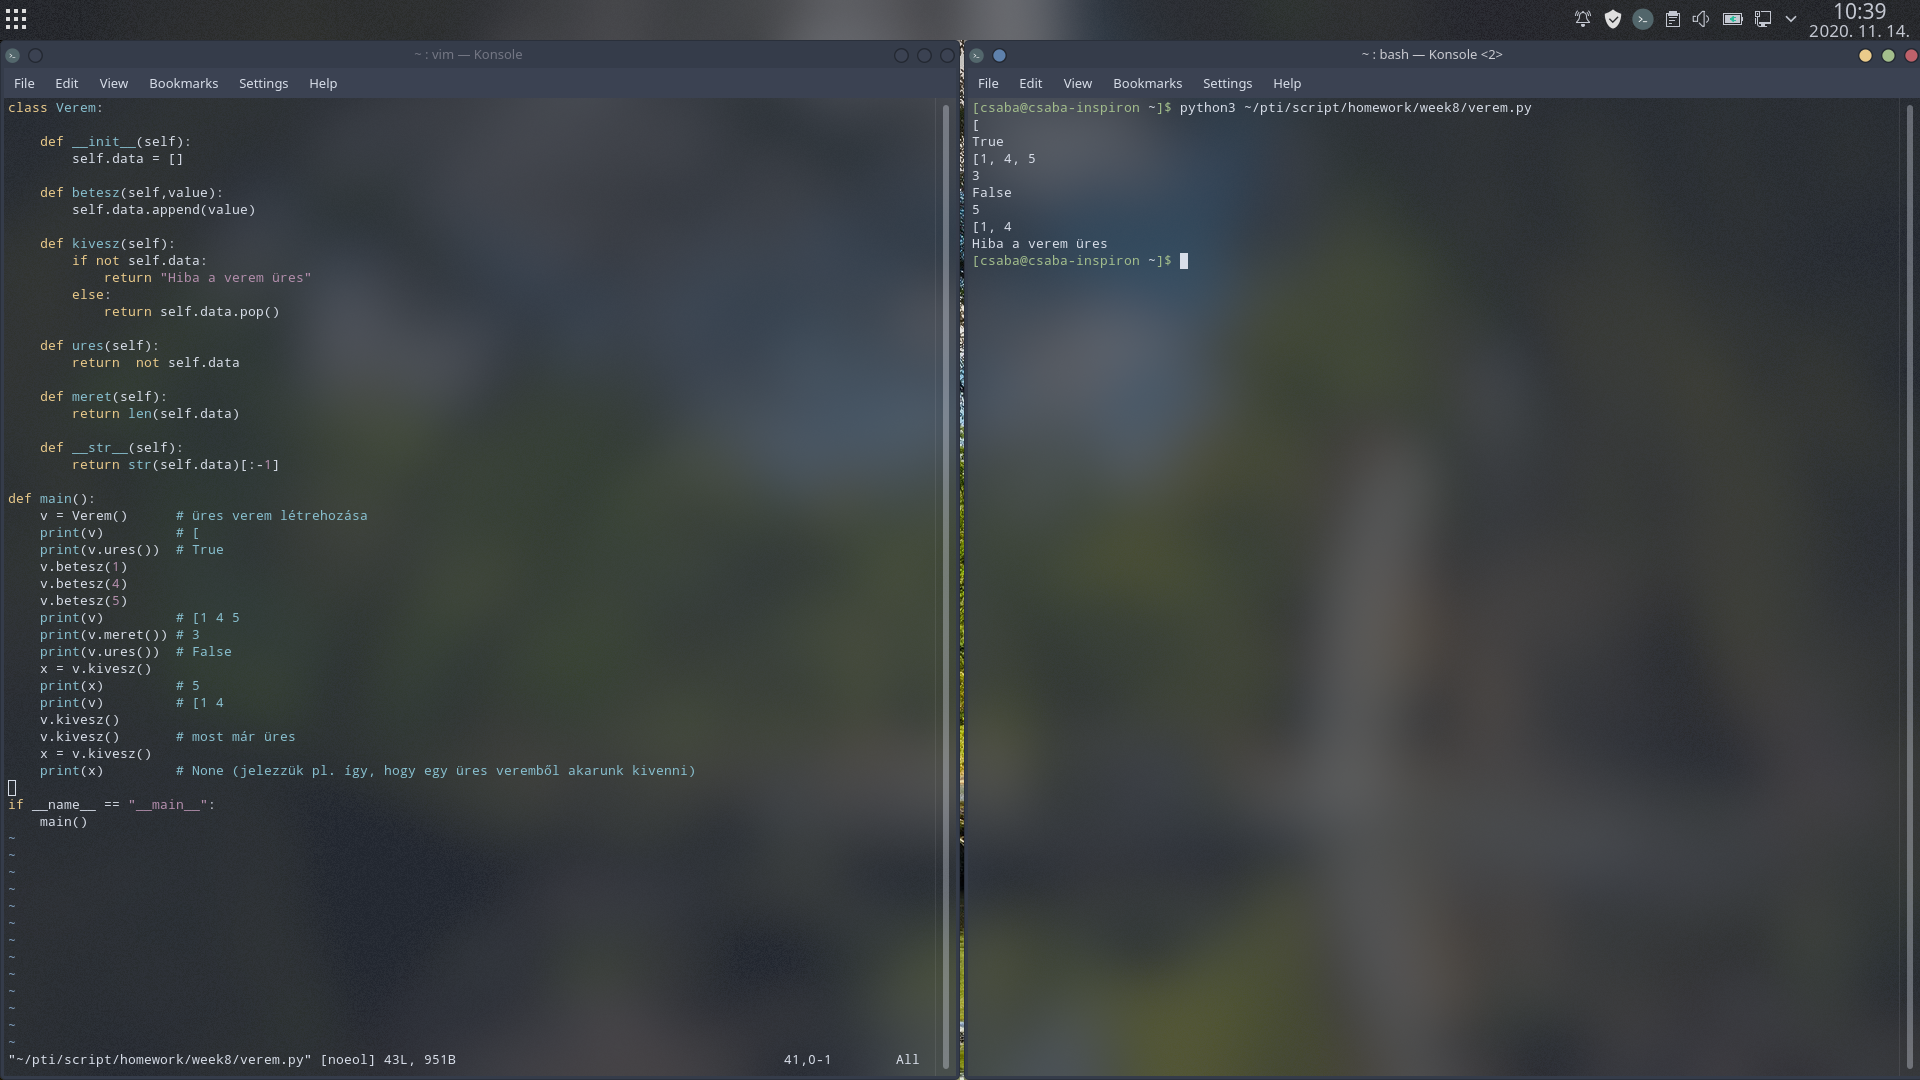 10:39
2020. 11. 14.
~ : vim — Konsole
File Edit View Bookmarks Settings Help
class Verem:
    def __init__(self):
        self.data = []
    def betesz(self,value):
        self.data.append(value)
    def kivesz(self):
        if not self.data:
            return "Hiba a verem üres"
        else:
            return self.data.pop()
    def ures(self):
        return  not self.data
    def meret(self):
        return len(self.data)
    def __str__(self):
        return str(self.data)[:-1]
def main():
    v = Verem()      # üres verem létrehozása
    print(v)         # [
    print(v.ures())  # True
    v.betesz(1)
    v.betesz(4)
    v.betesz(5)
    print(v)         # [1 4 5
    print(v.meret()) # 3
    print(v.ures())  # False
    x = v.kivesz()
    print(x)         # 5
    print(v)         # [1 4
    v.kivesz()
    v.kivesz()       # most már üres
    x = v.kivesz()
    print(x)         # None (jelezzük pl. így, hogy egy üres veremből akarunk kivenni)
if __name__ == "__main__":
    main()
~
~
~
~
~
~
~
~
~
~
~
~
~
"~/pti/script/homework/week8/verem.py" [noeol] 43L, 951B 41,0-1 All
~ : bash — Konsole <2>
File Edit View Bookmarks Settings Help
[csaba@csaba-inspiron ~]$ python3 ~/pti/script/homework/week8/verem.py
[
True
[1, 4, 5
3
False
5
[1, 4
Hiba a verem üres
[csaba@csaba-inspiron ~]$